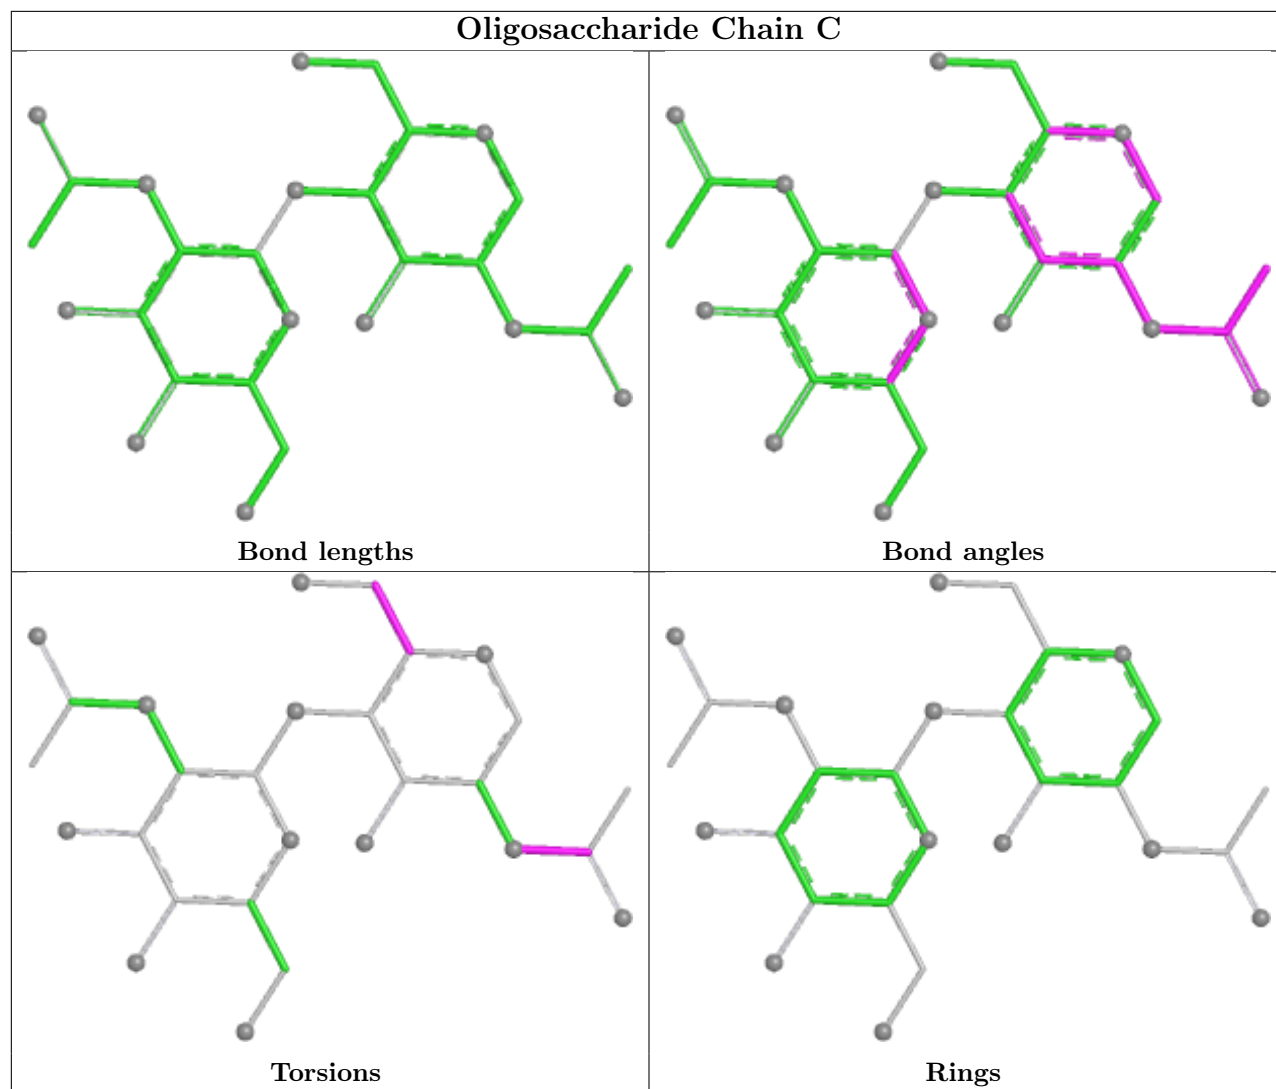 Oligosaccharide Chain C
Bond lengths
Bond angles
Torsions
Rings